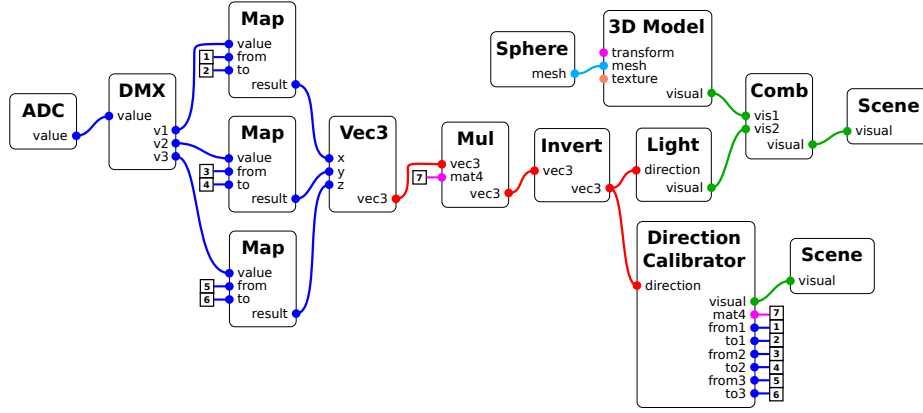 ADC
value
DMX
value
v1
v2
v3
Map
value
1 from
2 to
result
Map
value
3 from
4 to
result
Map
value
5 from
6 to
result
Vec3
x
y
z
vec3
Mul
vec3
7 mat4
vec3
Invert
vec3
vec3
Sphere
mesh
3D Model
transform
mesh
texture
visual
Light
direction
visual
Comb
vis1
vis2
visual
Scene
visual
Direction
Calibrator
direction
visual
mat4 7
from1 1
to1 2
from2 3
to2 4
from3 5
to3 6
Scene
visual